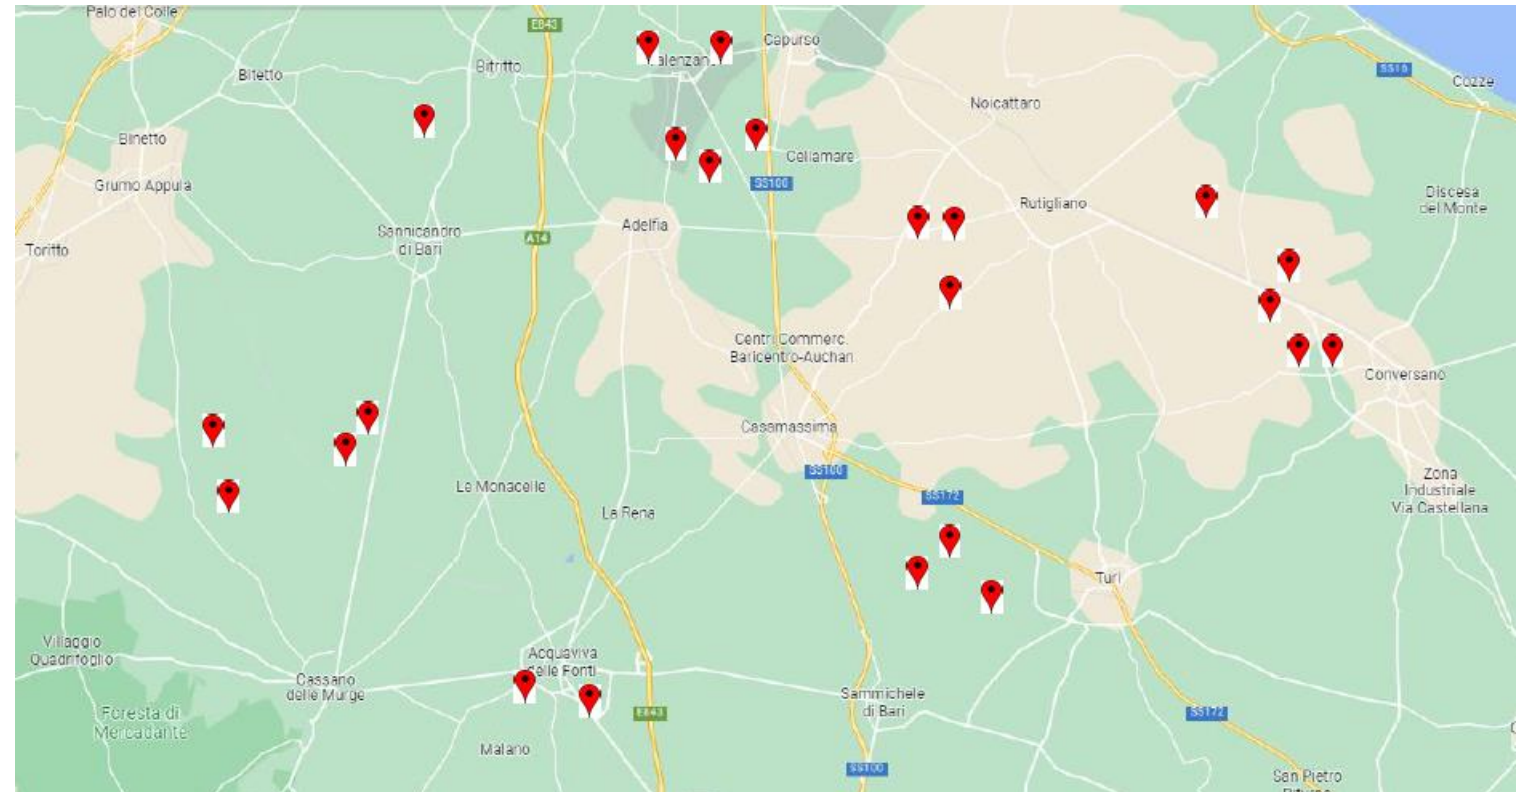 Palo del Colle
E843
Capurso
Bitetto
Bitritto
SS16
Cozze
Noicattaro
Binetto
Cellamare
SS100
Grumo Appula
Rutigliano
Discesa
del Monte
Adelfia
Sannicandro
di Bari
A14
Toritto
Centri Commerc.
Baricentro-Auchan
Conversano
Casamassima
SS100
Le Monacelle
SS172
Zona
Industriale
Via Castellana
La Rena
Turi
Villaggio
Quadrifoglio
Acquaviva
delle Fonti
Cassano
delle Murge
Sammichele
di Bari
Foresta di
Mercadante
E843
SS172
Malano
SS100
San Pietro